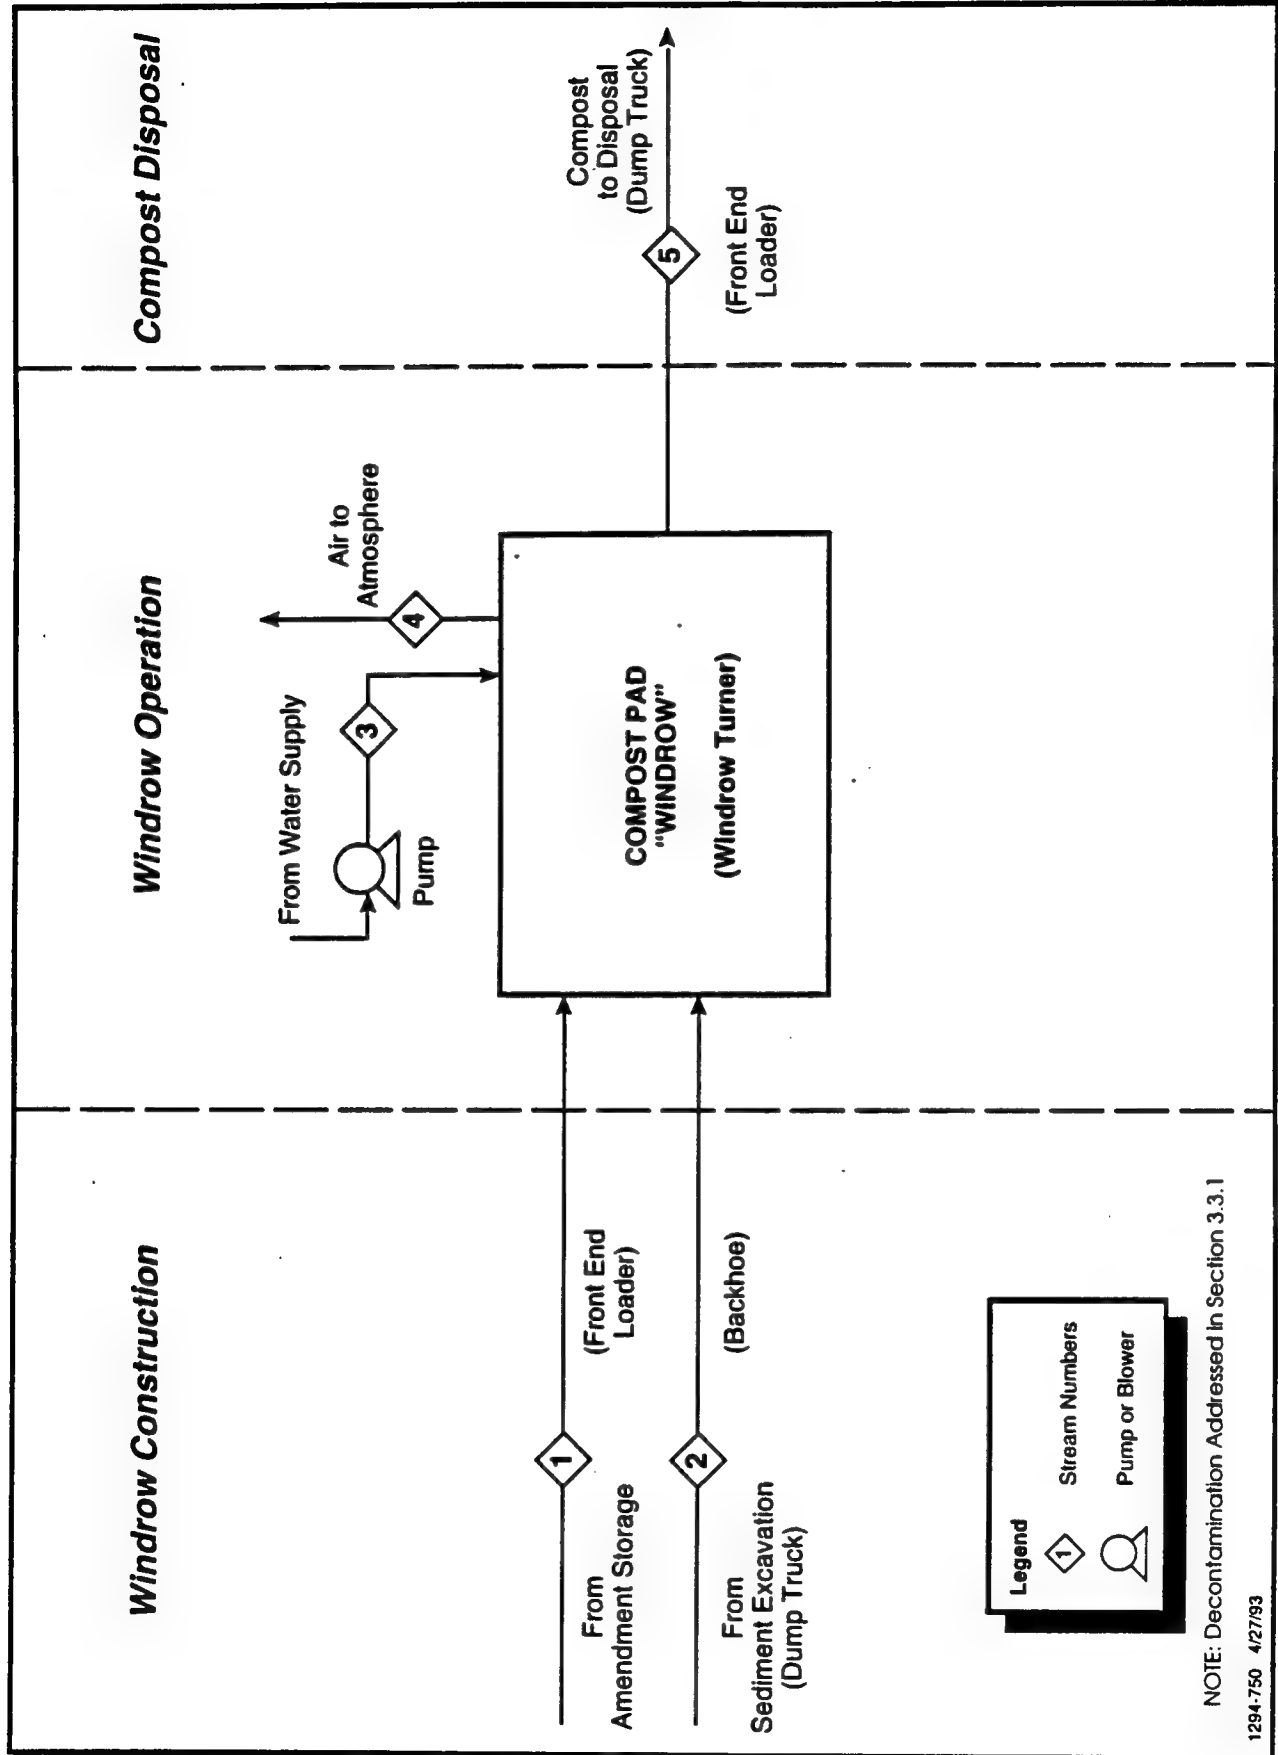 Windrow Construction
Windrow Operation
Compost Disposal
From Water Supply
3
Pump
4
Air to
Atmosphere
1
From
Amendment Storage
(Front End
Loader)
2
From
Sediment Excavation
(Dump Truck)
(Backhoe)
COMPOST PAD
"WINDROW"
(Windrow Turner)
5
Compost
to Disposal
(Dump Truck)
(Front End
Loader)
Legend
1 Stream Numbers
Pump or Blower
NOTE: Decontamination Addressed in Section 3.3.1
1294-750 4/27/93